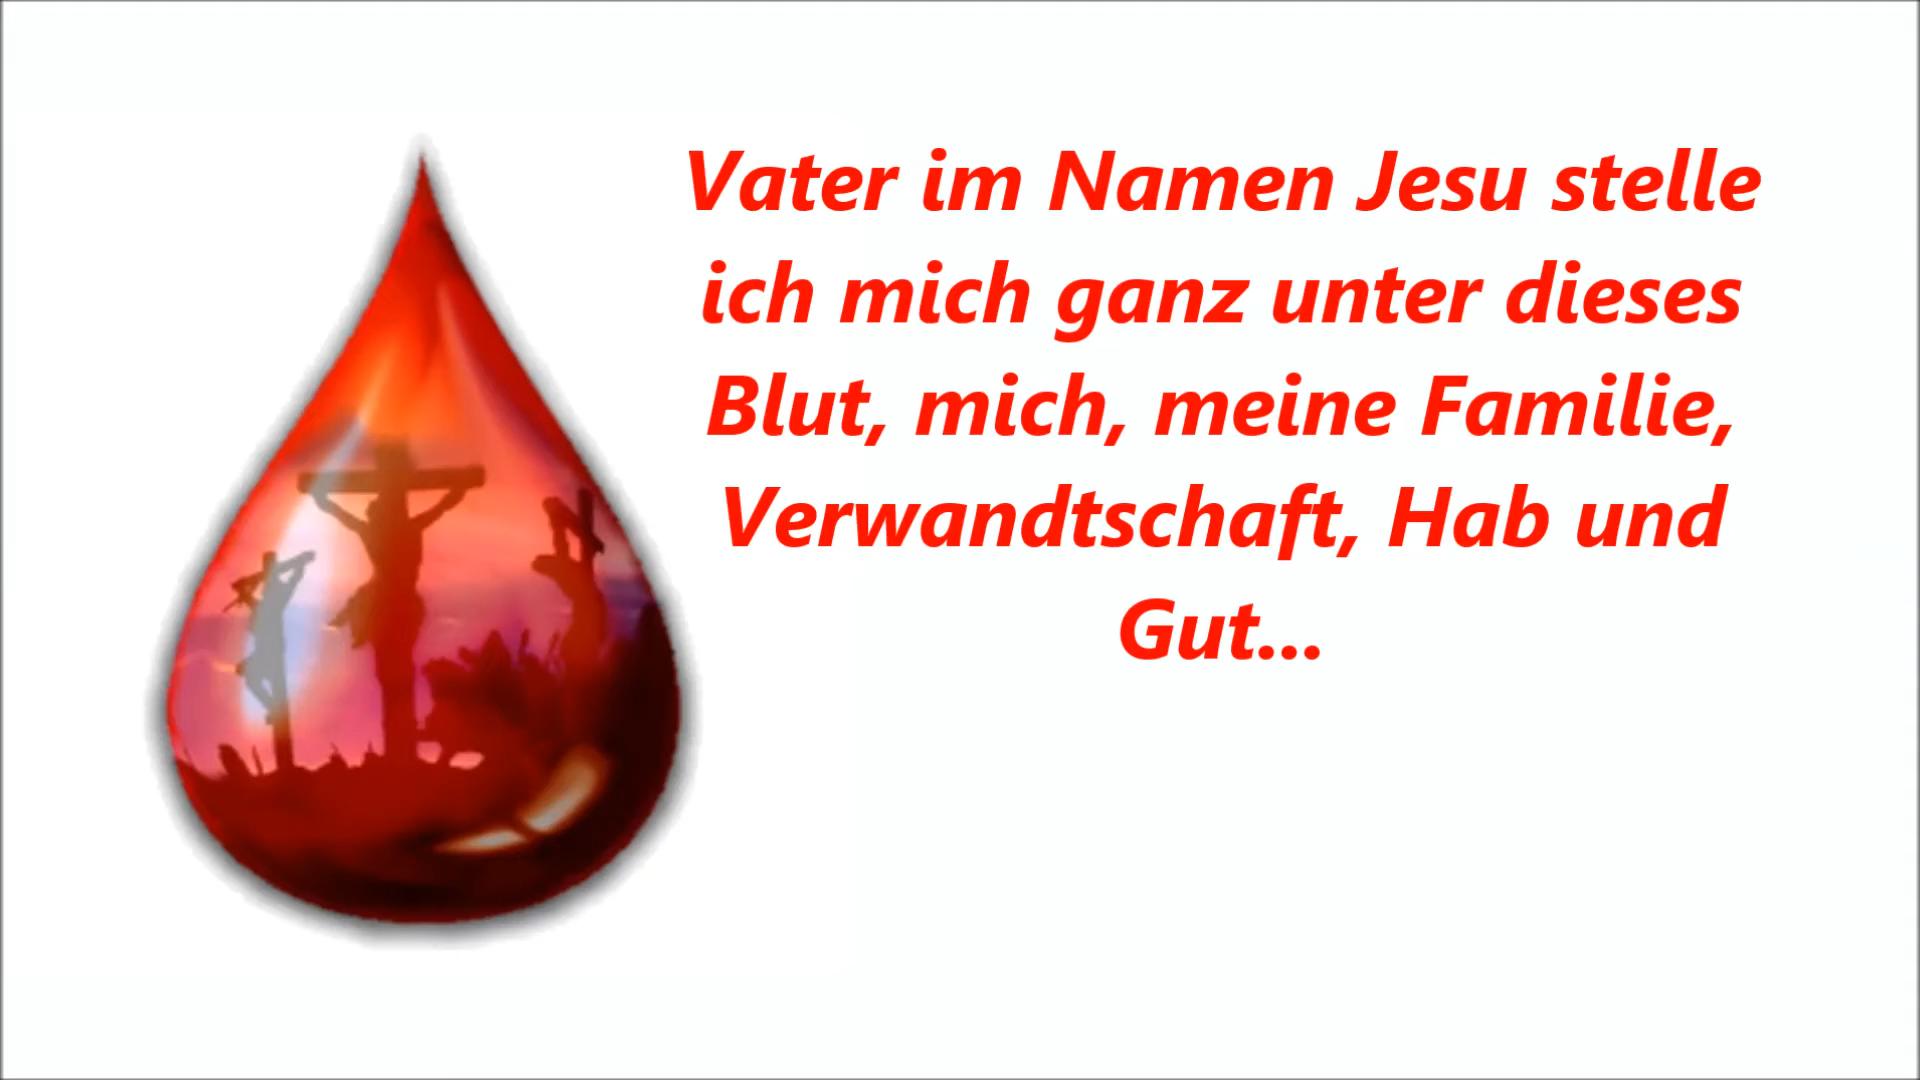 Vater im Namen Jesu stelle
ich mich ganz unter dieses
Blut, mich, meine Familie,
Verwandtschaft, Hab und
Gut...